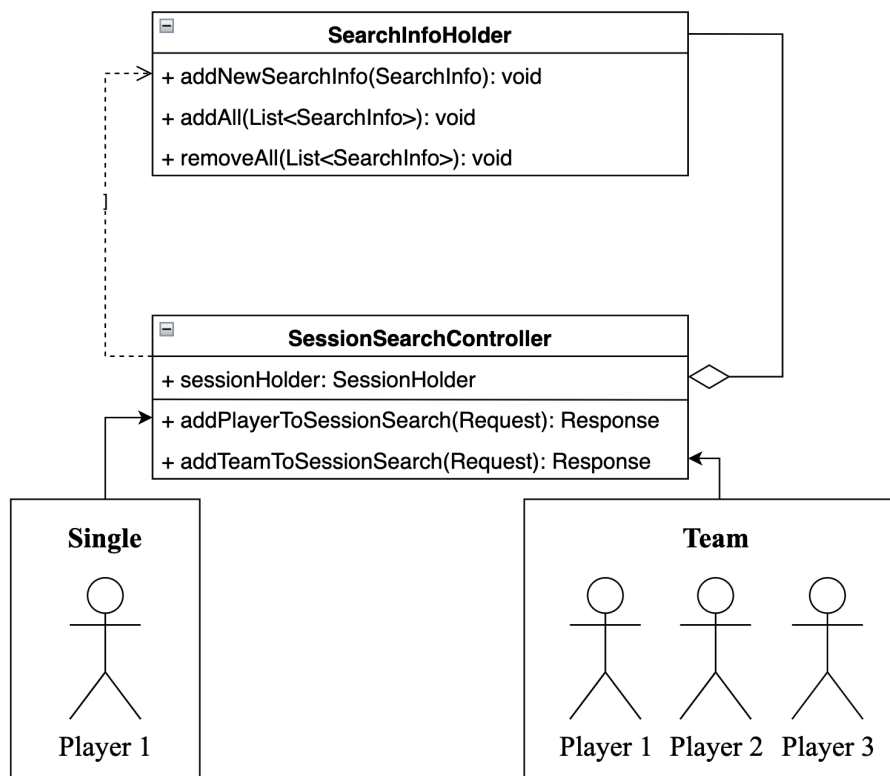 SearchInfoHolder
+ addNewSearchInfo(SearchInfo): void
+ addAll(List<SearchInfo>): void
+ removeAll(List<SearchInfo>): void
]
SessionSearchController
+ sessionHolder: SessionHolder
+ addPlayerToSessionSearch(Request): Response
+ addTeamToSessionSearch(Request): Response
Single
Player 1
Team
Player 1 Player 2 Player 3